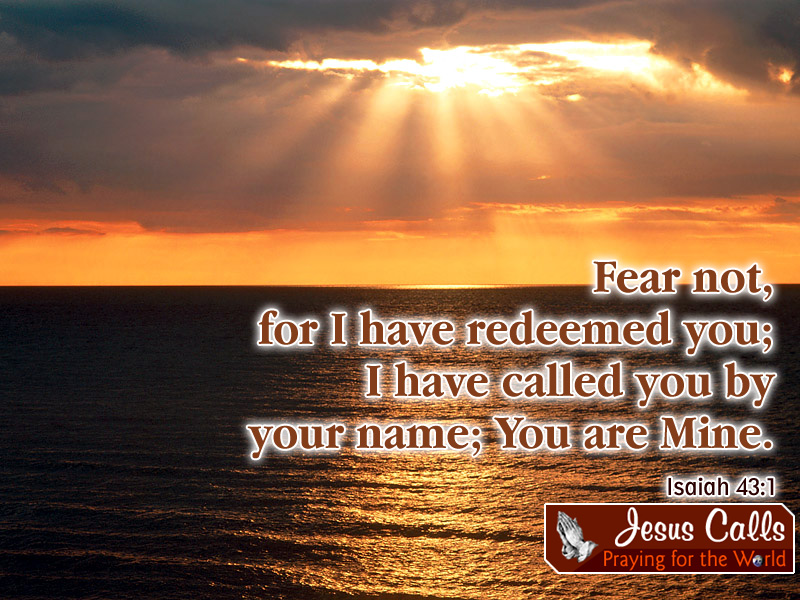 Fear not,
for I have redeemed you;
I have called you by
your name; You are Mine.
Isaiah 43:1
Jesus Calls
Praying for the World